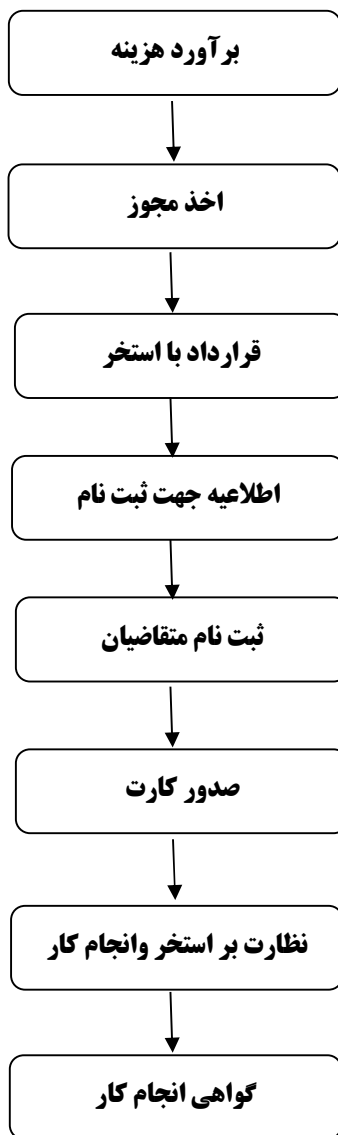 برآورد هزینه
اخذ مجوز
قرارداد با استخر
اطلاعیه جهت ثبت نام
ثبت نام متقاضیان
صدور کارت
نظارت بر استخر وانجام کار
گواهی انجام کار